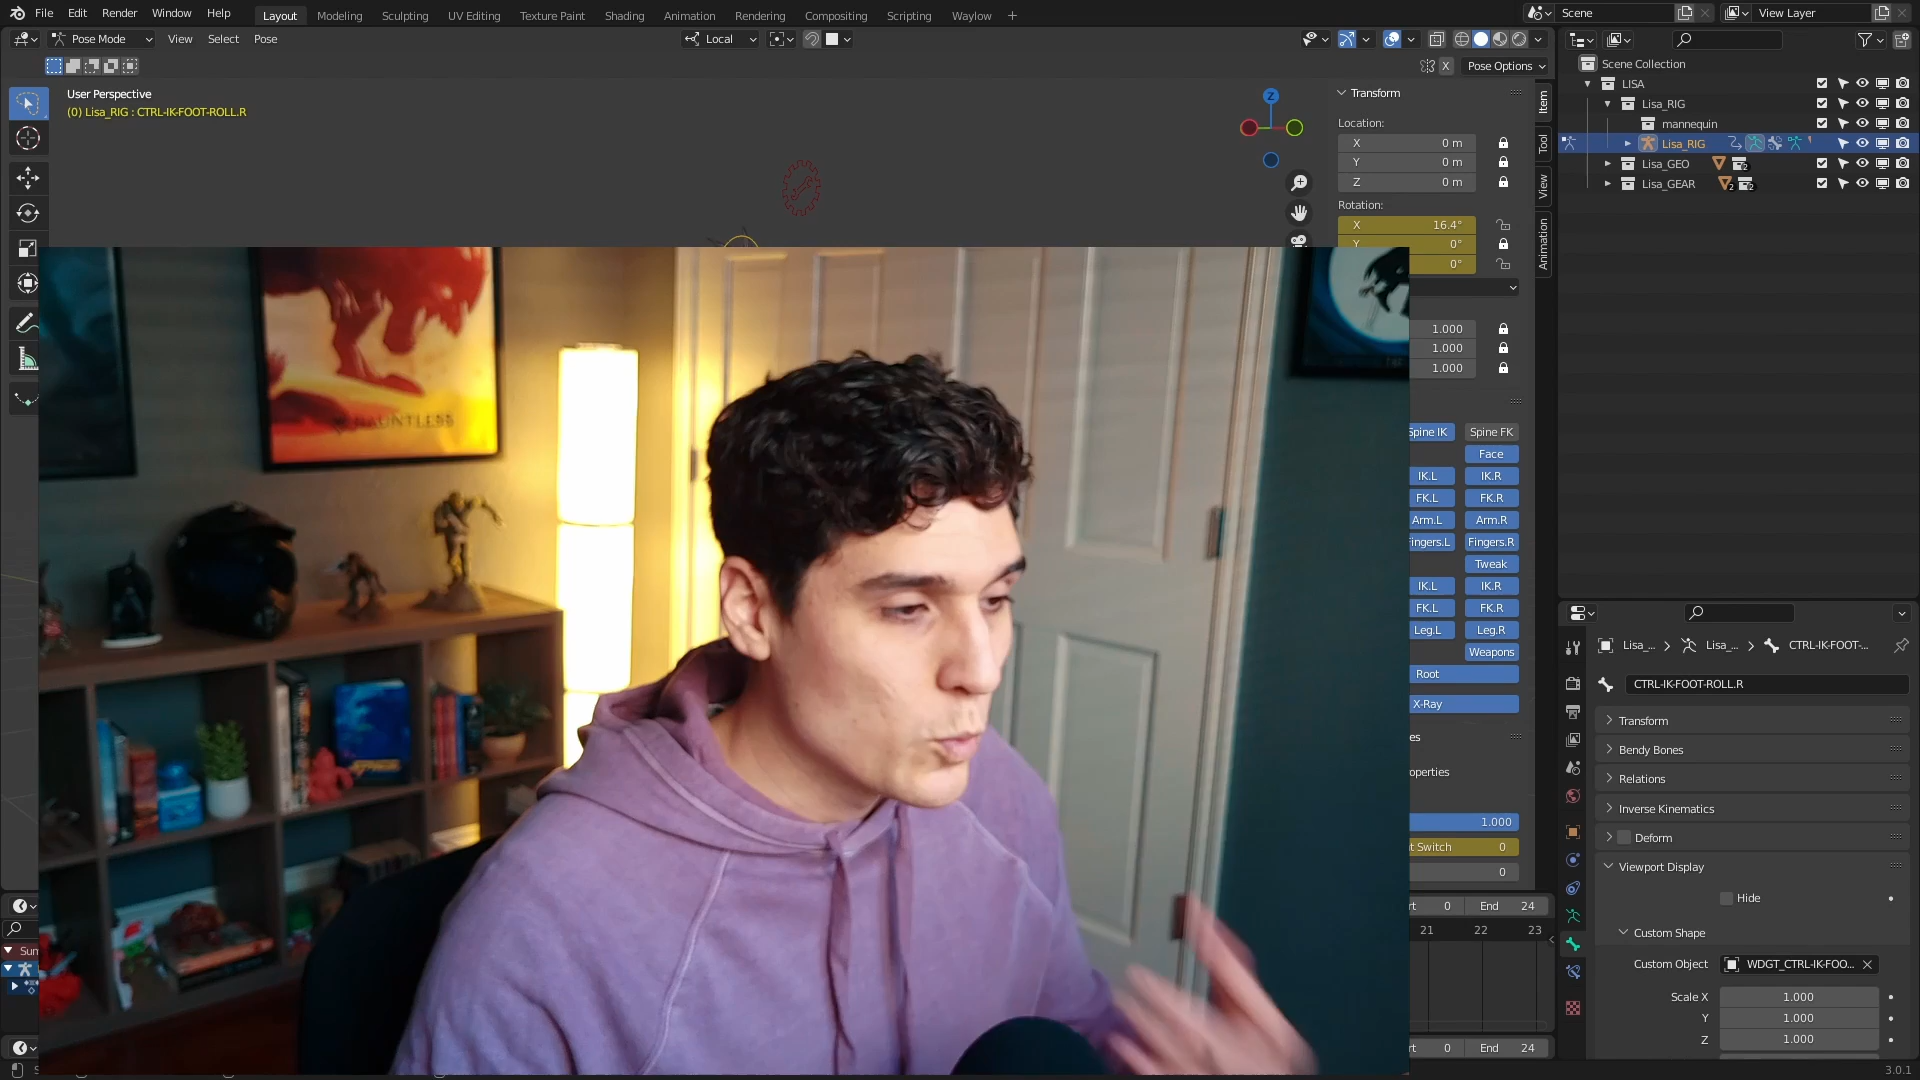 File Edit Render Window Help Layout Modeling Sculpting UV Editing Texture Paint Shading Animation Rendering Compositing Scripting Waylow + Scene View Layer
Pose Mode View Select Pose Local
X Pose Options
User Perspective
(0) Lisa_RIG : CTRL-IK-FOOT-ROLL.R
Z
Transform
Location:
X 0 m
Y 0 m
Z 0 m
Rotation:
X 16.4°
Y 0°
0°
1.000
1.000
1.000
Spine IK Spine FK
Face
IK.L IK.R
FK.L FK.R
Arm.L Arm.R
Fingers.R
Tweak
IK.L IK.R
FK.L FK.R
Leg.L Leg.R
Weapons
Root
X-Ray
1.000
Switch 0
0
Item
Tool
View
Animation
Scene Collection
LISA
Lisa_RIG
mannequin
Lisa_RIG
Lisa_GEO 2
Lisa_GEAR 2 2
Lisa_... > Lisa_... > CTRL-IK-FOOT-...
CTRL-IK-FOOT-ROLL.R
Transform
Bendy Bones
Relations
Inverse Kinematics
Deform
Viewport Display
Hide
Custom Shape
Custom Object WDGT_CTRL-IK-FOO...
Scale X 1.000
Y 1.000
Z 1.000
0 End 24
21 22 23
0 End 24
3.0.1
DAUNTLESS